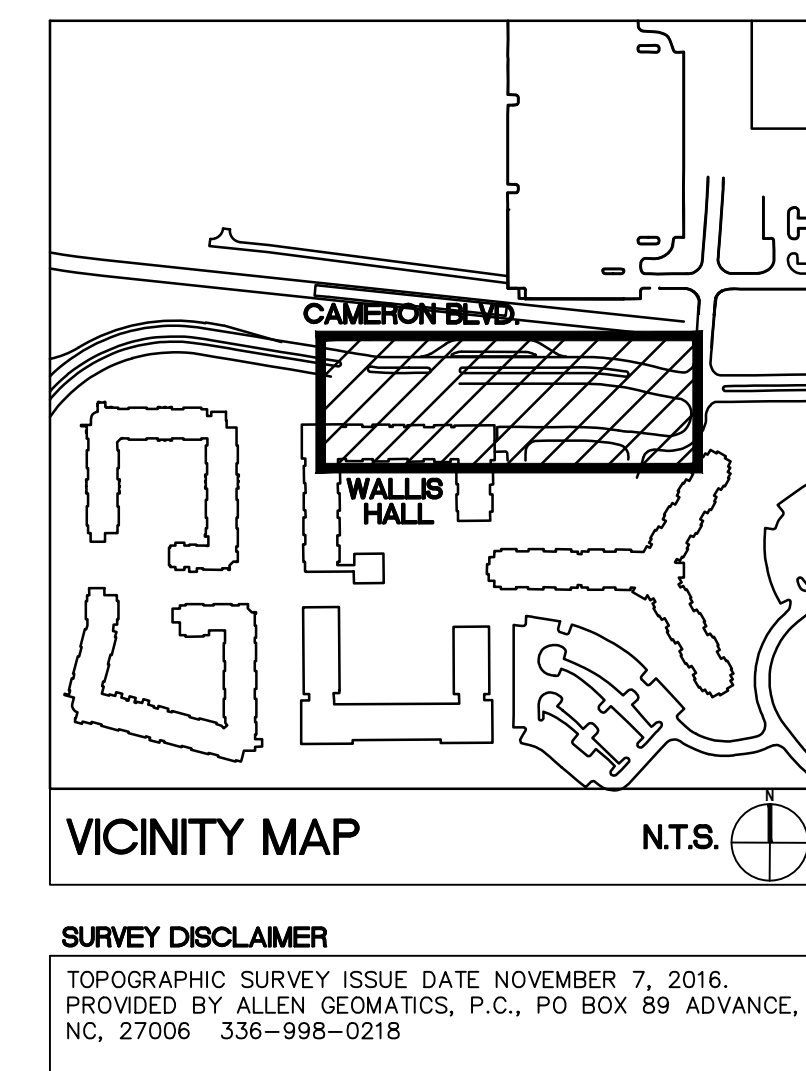 CAMERON BLVD.
WALLIS
HALL
VICINITY MAP
N.T.S.
N
SURVEY DISCLAIMER
TOPOGRAPHIC SURVEY ISSUE DATE NOVEMBER 7, 2016.
PROVIDED BY ALLEN GEOMATICS, P.C., PO BOX 89 ADVANCE,
NC, 27006 336-998-0218